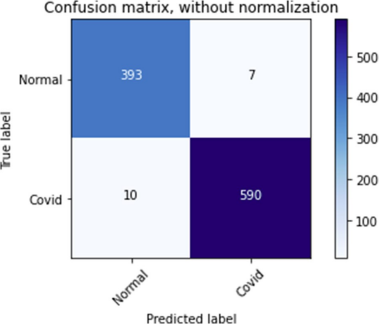 Confusion matrix, without normalization
True label
Normal
Covid
393
7
10
590
Normal
Covid
Predicted label
500
400
300
200
100